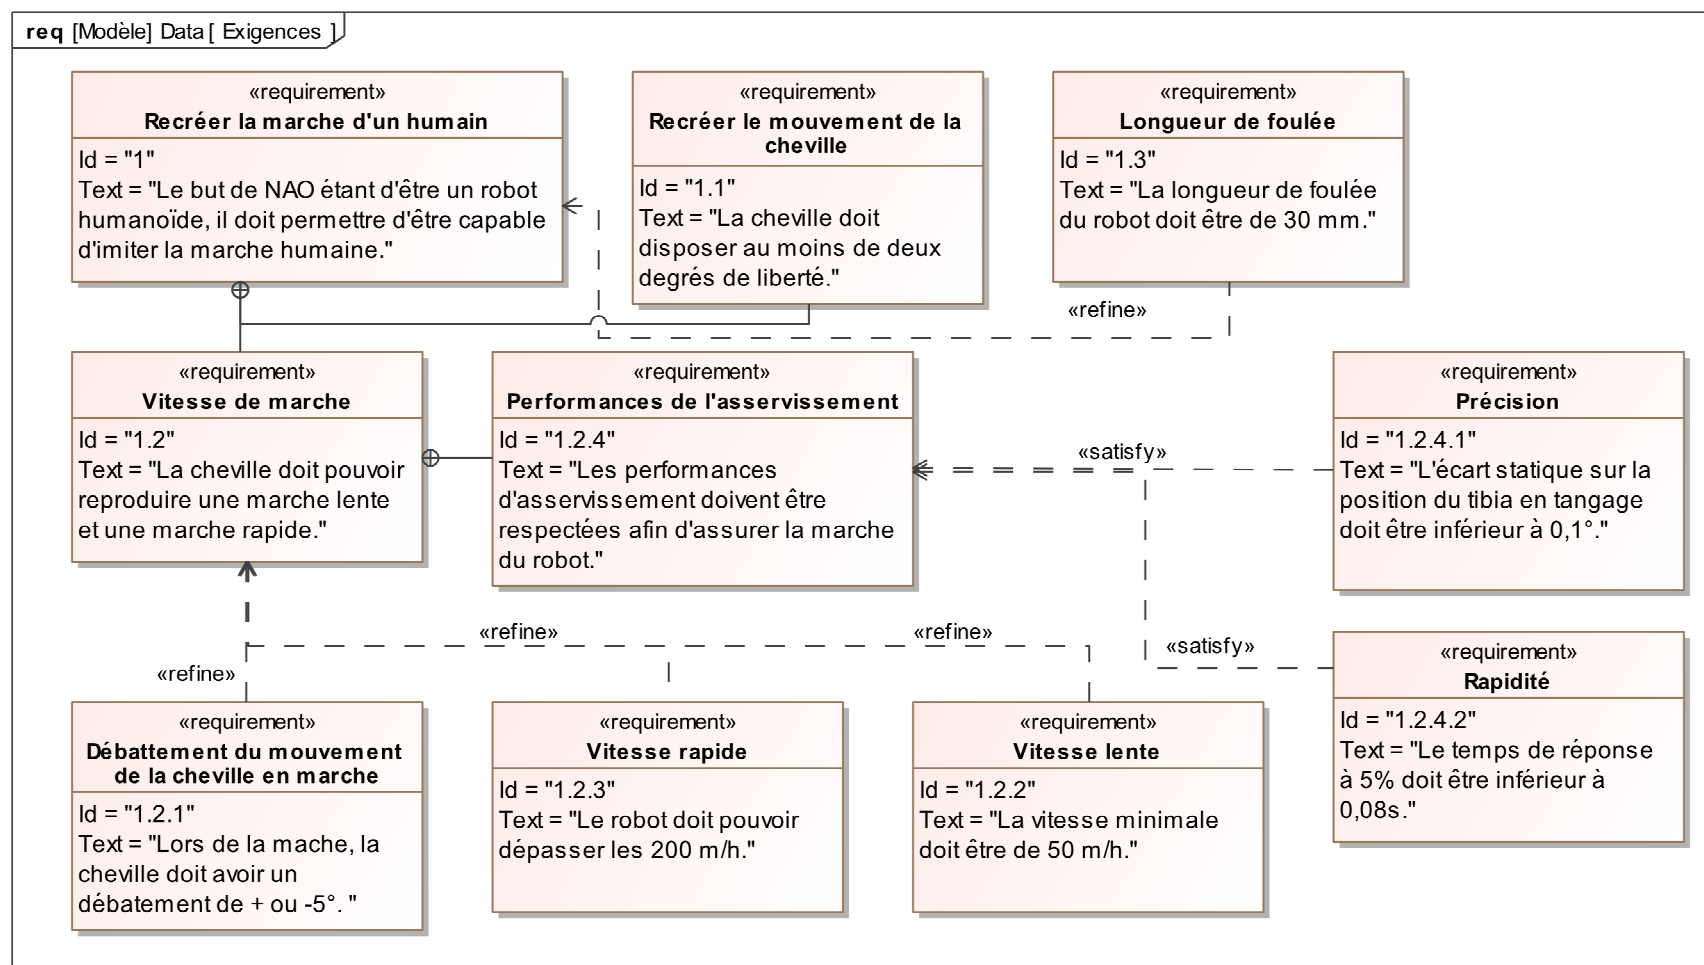 req [Modèle] Data [ Exigences ]
«requirement»
Recréer la marche d'un humain
Id = "1"
Text = "Le but de NAO étant d'être un robot
humanoïde, il doit permettre d'être capable
d'imiter la marche humaine."
«requirement»
Recréer le mouvement de la
cheville
Id = "1.1"
Text = "La cheville doit
disposer au moins de deux
degrés de liberté."
«requirement»
Longueur de foulée
Id = "1.3"
Text = "La longueur de foulée
du robot doit être de 30 mm."
«refine»
«requirement»
Vitesse de marche
Id = "1.2"
Text = "La cheville doit pouvoir
reproduire une marche lente
et une marche rapide."
«requirement»
Performances de l'asservissement
Id = "1.2.4"
Text = "Les performances
d'asservissement doivent être
respectées afin d'assurer la marche
du robot."
«satisfy»
«requirement»
Précision
Id = "1.2.4.1"
Text = "L'écart statique sur la
position du tibia en tangage
doit être inférieur à 0,1°."
«refine»
«refine»
«refine»
«satisfy»
«requirement»
Rapidité
Id = "1.2.4.2"
Text = "Le temps de réponse
à 5% doit être inférieur à
0,08s."
«requirement»
Débattement du mouvement
de la cheville en marche
Id = "1.2.1"
Text = "Lors de la mache, la
cheville doit avoir un
débatement de + ou -5°. "
«requirement»
Vitesse rapide
Id = "1.2.3"
Text = "Le robot doit pouvoir
dépasser les 200 m/h."
«requirement»
Vitesse lente
Id = "1.2.2"
Text = "La vitesse minimale
doit être de 50 m/h."